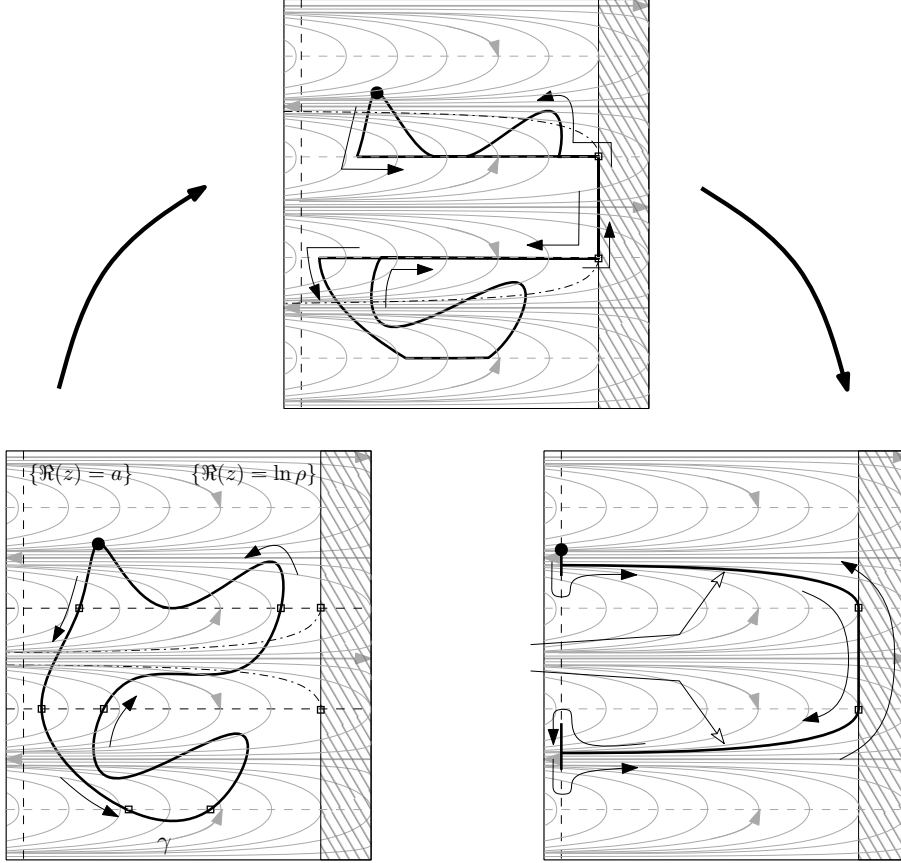 {ℜ(z) = a} {ℜ(z) = ln ρ}
γ